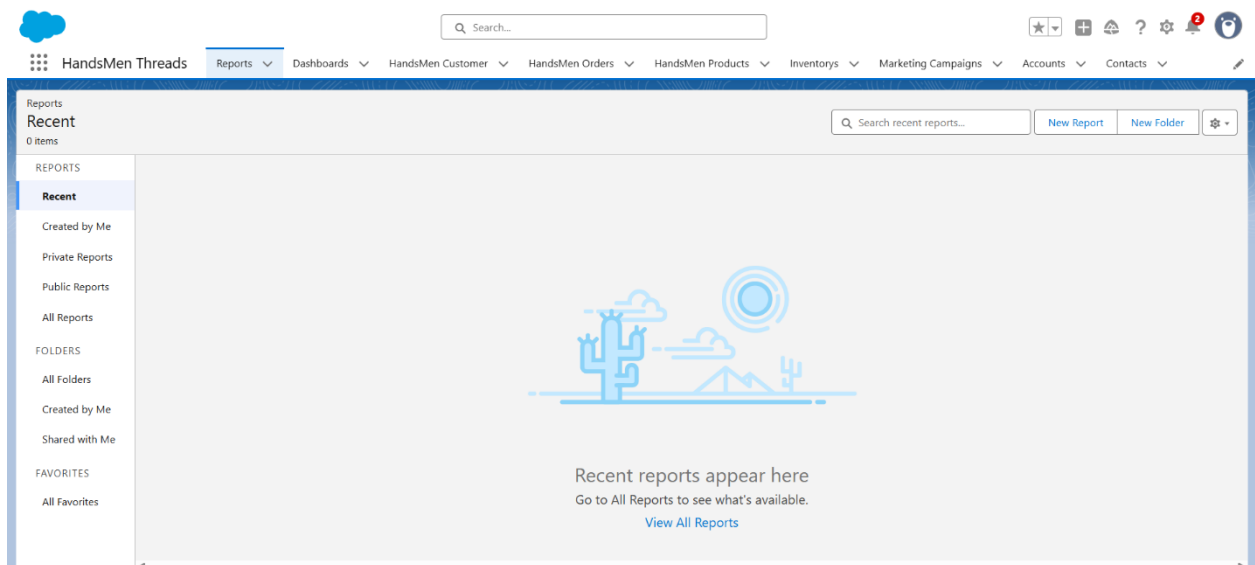 Search...
2
HandsMen Threads Reports Dashboards HandsMen Customer HandsMen Orders HandsMen Products Inventorys Marketing Campaigns Accounts Contacts
Reports
Recent
0 items
Search recent reports...
New Report
New Folder
REPORTS
Recent
Created by Me
Private Reports
Public Reports
All Reports
FOLDERS
All Folders
Created by Me
Shared with Me
FAVORITES
All Favorites
Recent reports appear here
Go to All Reports to see what's available.
View All Reports